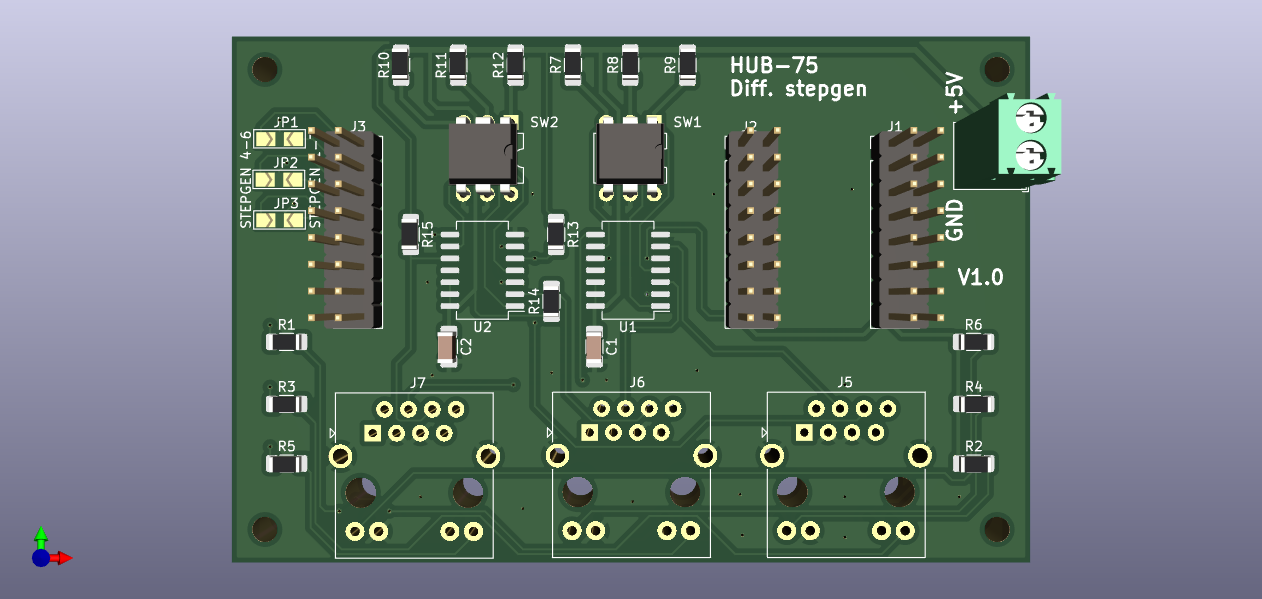 R10
R11
R12
R7
R8
R9
HUB-75
Diff. stepgen
+5V
JP1
J3
SW2
SW1
J2
J1
JP2
JP3
STEPGEN 4-6
GND
R15
R13
V1.0
R14
R1
U2
U1
R6
C2
C1
R3
J7
J6
J5
R4
R5
R2